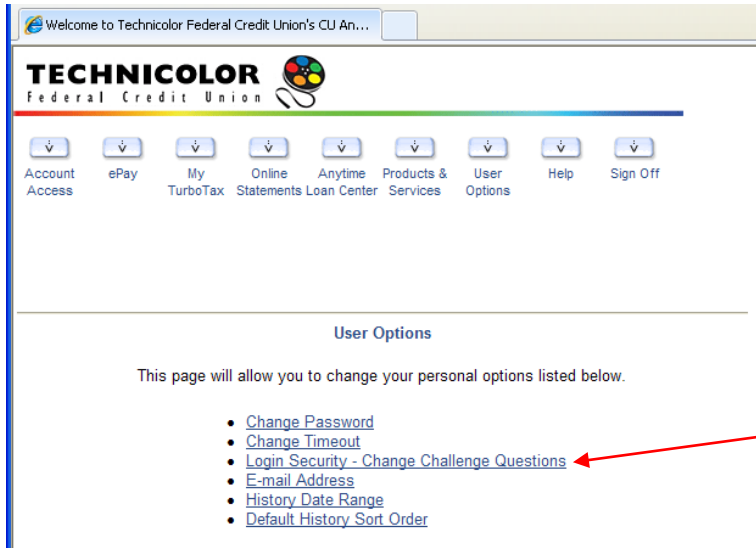 Welcome to Technicolor Federal Credit Union's CU An...
TECHNICOLOR
Federal Credit Union
Account Access
ePay
My TurboTax
Online Statements
Anytime Loan Center
Products & Services
User Options
Help
Sign Off
User Options
This page will allow you to change your personal options listed below.
Change Password
Change Timeout
Login Security - Change Challenge Questions
E-mail Address
History Date Range
Default History Sort Order